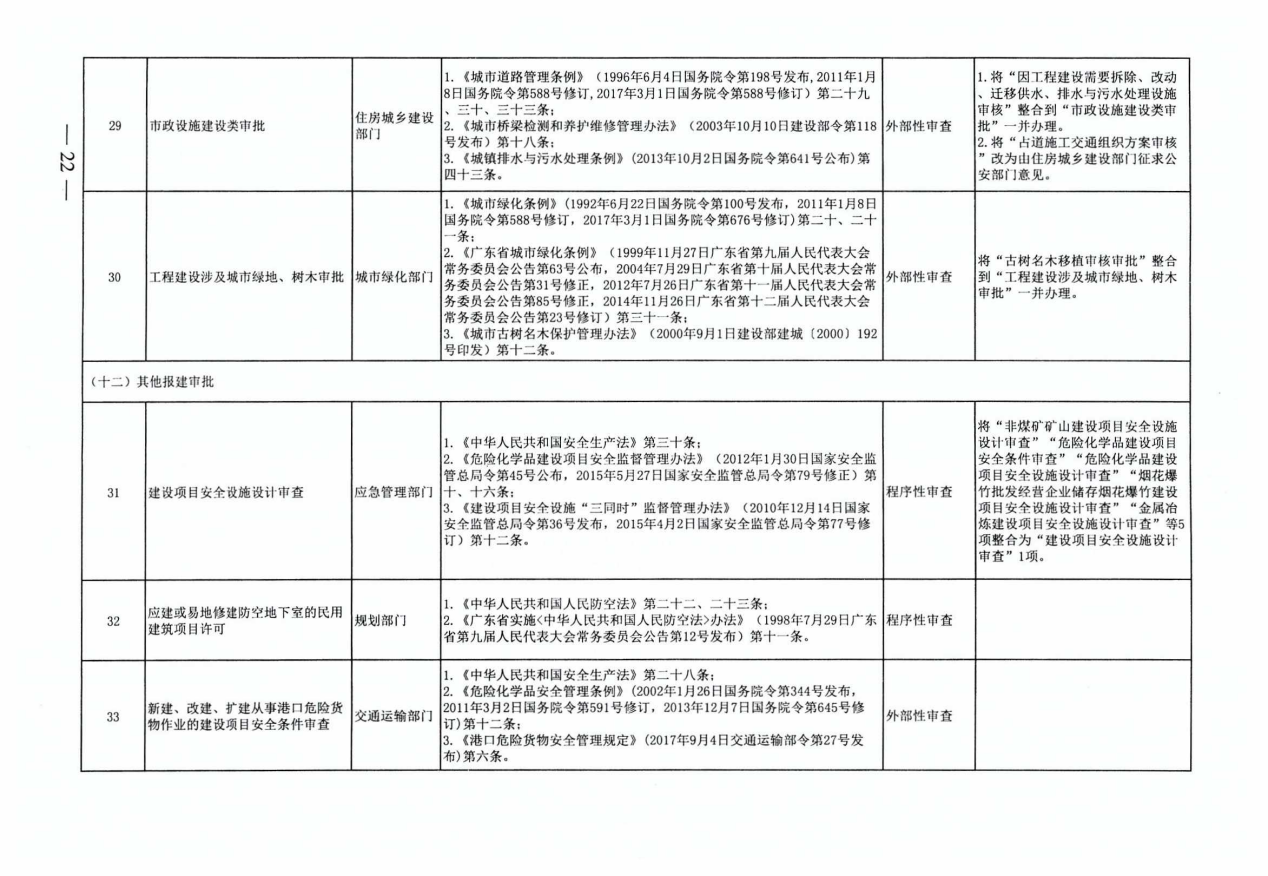 — 22 —
29
市政设施建设类审批
住房城乡建设
部门
1.《城市道路管理条例》（1996年6月4日国务院令第198号发布,2011年1月
8日国务院令第588号修订,2017年3月1日国务院令第588号修订）第二十九
、三十、三十三条；
2.《城市桥梁检测和养护维修管理办法》（2003年10月10日建设部令第118
号发布）第十八条；
3.《城镇排水与污水处理条例》(2013年10月2日国务院令第641号公布)第
四十三条。
外部性审查
1.将“因工程建设需要拆除、改动
、迁移供水、排水与污水处理设施
审核”整合到“市政设施建设类审
批”一并办理。
2.将“占道施工交通组织方案审核
”改为由住房城乡建设部门征求公
安部门意见。
30
工程建设涉及城市绿地、树木审批
城市绿化部门
1.《城市绿化条例》(1992年6月22日国务院令第100号发布，2011年1月8日
国务院令第588号修订，2017年3月1日国务院令第676号修订)第二十、二十
一条；
2.《广东省城市绿化条例》（1999年11月27日广东省第九届人民代表大会
常务委员会公告第63号公布，2004年7月29日广东省第十届人民代表大会常
务委员会公告第31号修正，2012年7月26日广东省第十一届人民代表大会常
务委员会公告第85号修正，2014年11月26日广东省第十二届人民代表大会
常务委员会公告第23号修订）第三十一条；
3.《城市古树名木保护管理办法》（2000年9月1日建设部建城〔2000〕192
号印发）第十二条。
外部性审查
将“古树名木移植审核审批”整合
到“工程建设涉及城市绿地、树木
审批”一并办理。
（十二）其他报建审批
31
建设项目安全设施设计审查
应急管理部门
1.《中华人民共和国安全生产法》第三十条；
2.《危险化学品建设项目安全监督管理办法》（2012年1月30日国家安全监
管总局令第45号公布，2015年5月27日国家安全监管总局令第79号修正）第
十、十六条；
3.《建设项目安全设施“三同时”监督管理办法》（2010年12月14日国家
安全监管总局令第36号发布，2015年4月2日国家安全监管总局令第77号修
订）第十二条。
程序性审查
将“非煤矿矿山建设项目安全设施
设计审查”“危险化学品建设项目
安全条件审查”“危险化学品建设
项目安全设施设计审查”“烟花爆
竹批发经营企业储存烟花爆竹建设
项目安全设施设计审查”“金属冶
炼建设项目安全设施设计审查”等5
项整合为“建设项目安全设施设计
审查”1项。
32
应建或易地修建防空地下室的民用
建筑项目许可
规划部门
1.《中华人民共和国人民防空法》第二十二、二十三条；
2.《广东省实施<中华人民共和国人民防空法>办法》（1998年7月29日广东
省第九届人民代表大会常务委员会公告第12号发布）第十一条。
程序性审查
33
新建、改建、扩建从事港口危险货
物作业的建设项目安全条件审查
交通运输部门
1.《中华人民共和国安全生产法》第二十八条；
2.《危险化学品安全管理条例》(2002年1月26日国务院令第344号发布，
2011年3月2日国务院令第591号修订，2013年12月7日国务院令第645号修
订)第十二条；
3.《港口危险货物安全管理规定》(2017年9月4日交通运输部令第27号发
布)第六条。
外部性审查